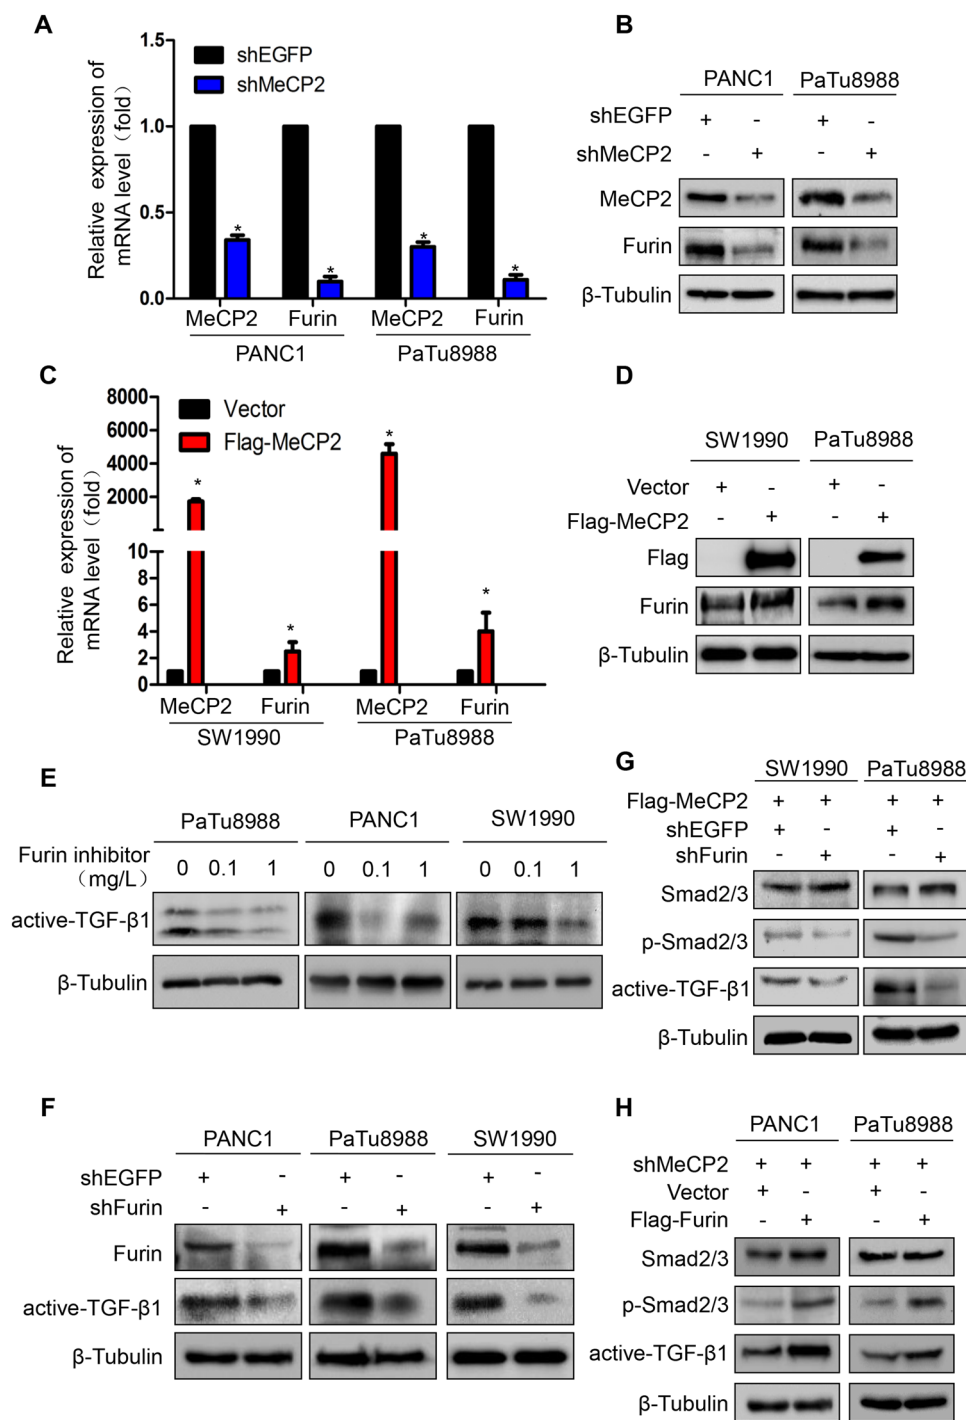 A
1.5
1.0
0.5
0.0
Relative expression of
mRNA level (fold)
shEGFP
shMeCP2
* * * *
MeCP2 Furin MeCP2 Furin
PANC1 PaTu8988
B
PANC1 PaTu8988
shEGFP + - + -
shMeCP2 - + - +
MeCP2
Furin
β-Tubulin
C
8000
6000
4000
2000
10
8
6
4
2
0
Relative expression of
mRNA level (fold)
Vector
Flag-MeCP2
* * * *
MeCP2 Furin MeCP2 Furin
SW1990 PaTu8988
D
SW1990 PaTu8988
Vector + - + -
Flag-MeCP2 - + - +
Flag
Furin
β-Tubulin
E
PaTu8988 PANC1 SW1990
Furin inhibitor
(mg/L)
0 0.1 1 0 0.1 1 0 0.1 1
active-TGF-β1
β-Tubulin
F
PANC1 PaTu8988 SW1990
shEGFP + - + - + -
shFurin - + - + - +
Furin
active-TGF-β1
β-Tubulin
G
SW1990 PaTu8988
Flag-MeCP2 + + + +
shEGFP + - + -
shFurin - + - +
Smad2/3
p-Smad2/3
active-TGF-β1
β-Tubulin
H
PANC1 PaTu8988
shMeCP2 + + + +
Vector + - + -
Flag-Furin - + - +
Smad2/3
p-Smad2/3
active-TGF-β1
β-Tubulin